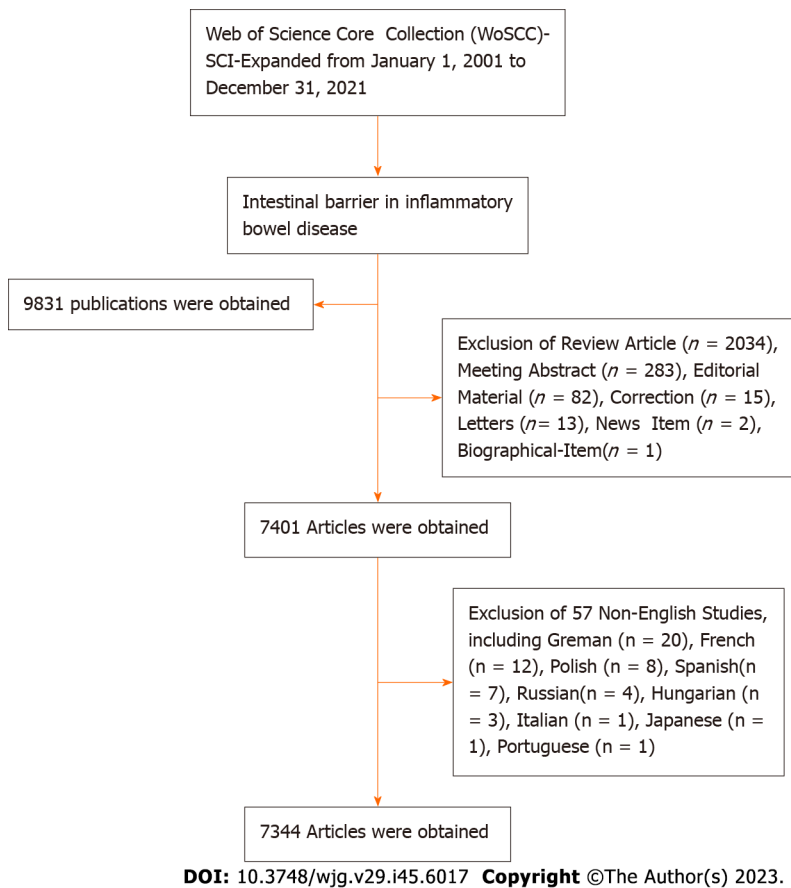 Web of Science Core Collection (WoSCC)-
SCI-Expanded from January 1, 2001 to
December 31, 2021
Intestinal barrier in inflammatory
bowel disease
9831 publications were obtained
Exclusion of Review Article (n = 2034),
Meeting Abstract (n = 283), Editorial
Material (n = 82), Correction (n = 15),
Letters (n= 13), News Item (n = 2),
Biographical-Item(n = 1)
7401 Articles were obtained
Exclusion of 57 Non-English Studies,
including Greman (n = 20), French
(n = 12), Polish (n = 8), Spanish(n
= 7), Russian(n = 4), Hungarian (n
= 3), Italian (n = 1), Japanese (n =
1), Portuguese (n = 1)
7344 Articles were obtained
DOI: 10.3748/wjg.v29.i45.6017 Copyright ©The Author(s) 2023.